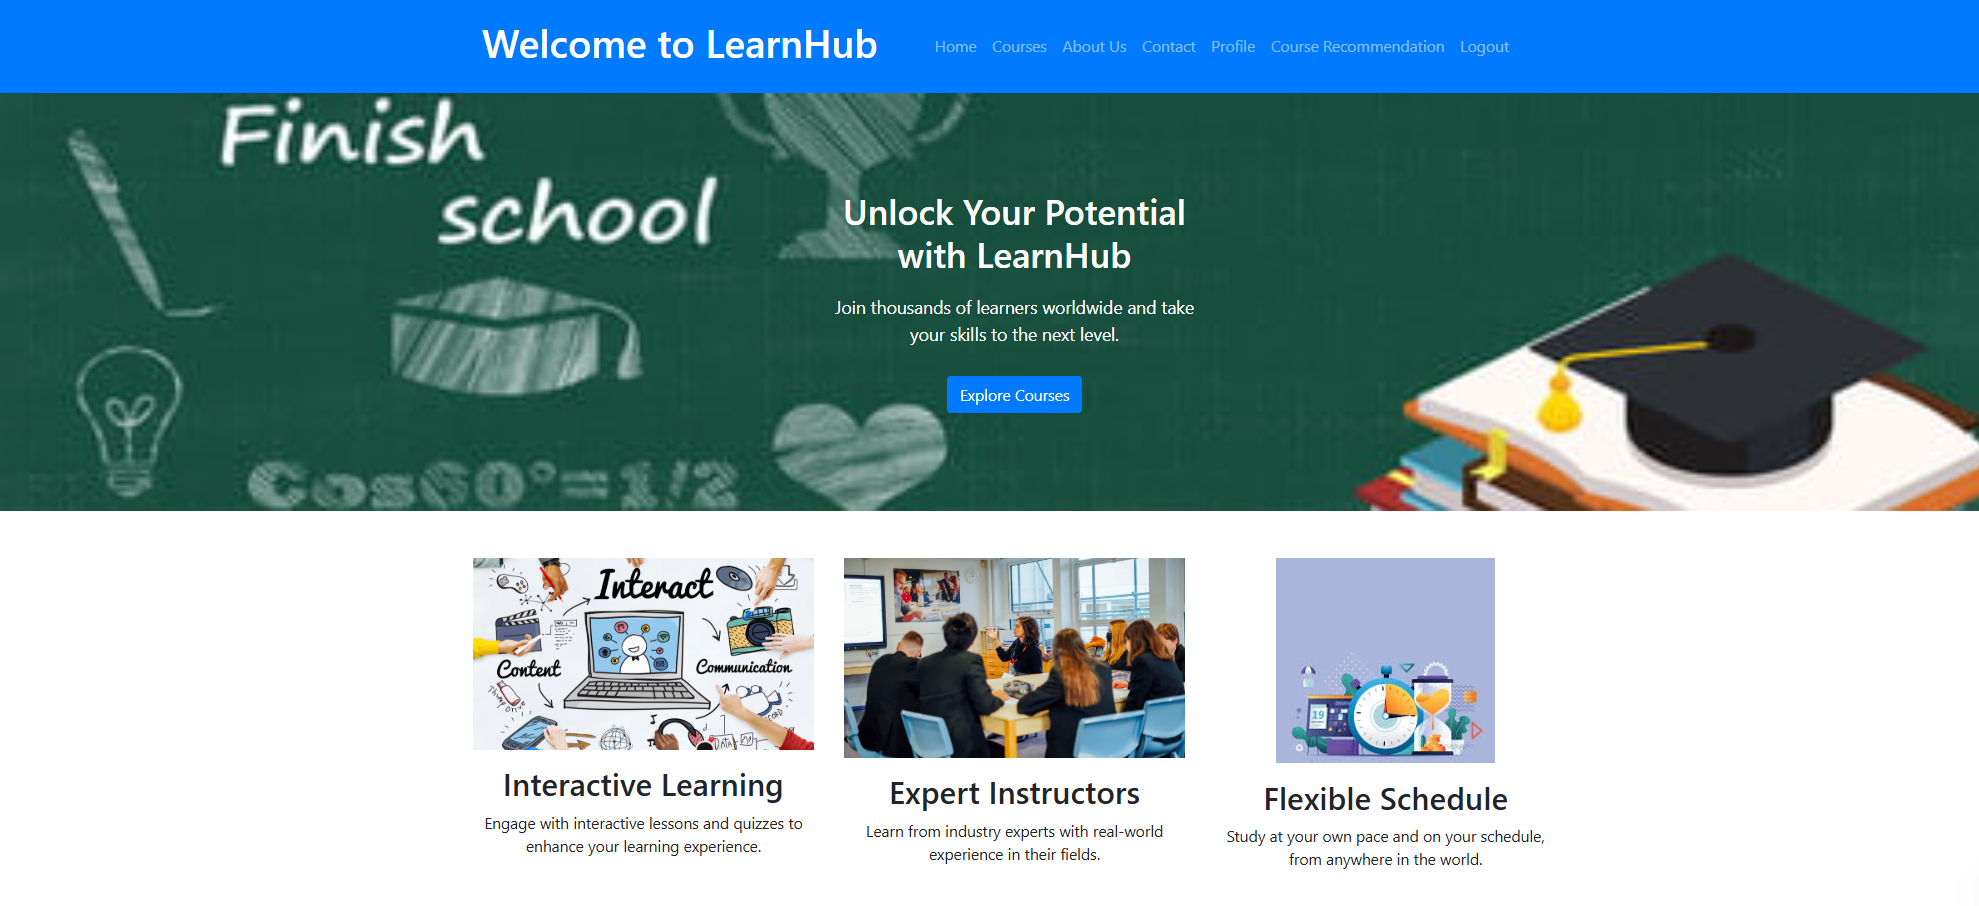 Welcome to LearnHub
Home Courses About Us Contact Profile Course Recommendation Logout
Finish
school
Unlock Your Potential
with LearnHub
Join thousands of learners worldwide and take
your skills to the next level.
Explore Courses
Cos60°=1/2
Interact
Content
Communication
19
Interactive Learning
Engage with interactive lessons and quizzes to
enhance your learning experience.
Expert Instructors
Learn from industry experts with real-world
experience in their fields.
Flexible Schedule
Study at your own pace and on your schedule,
from anywhere in the world.